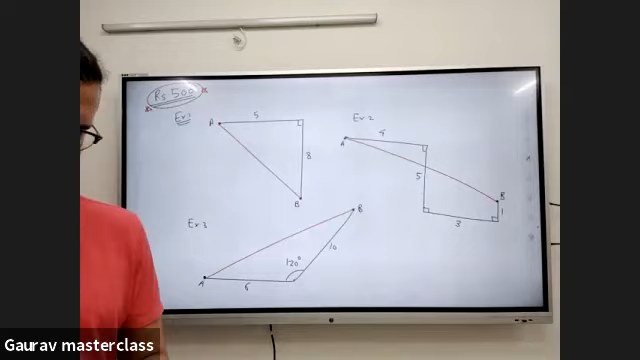 Rs 500
Ex 1
A
5
8
B
Ex 2
A
5
5
B
1
3
Ex 3
B
10
120°
A
6
Gaurav masterclass